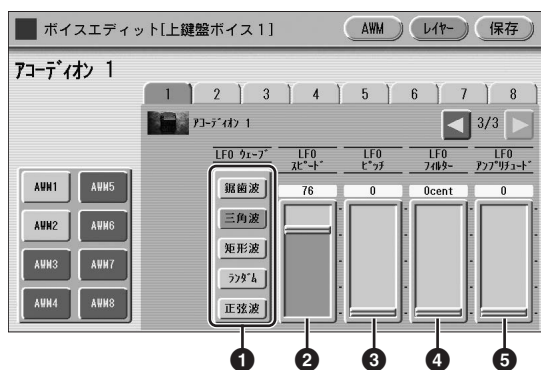 ボイスエディット[上鍵盤ボイス1]
AWM
レイヤー
保存
アコーディオン 1
1 2 3 4 5 6 7 8
アコーディオン 1
3/3
LFO ウェーブ
LFO スピード
LFO ピッチ
LFO フィルター
LFO アンプリチュード
76
0
0cent
0
鋸歯波
三角波
矩形波
ランダム
正弦波
AWM1 AWM5
AWM2 AWM6
AWM3 AWM7
AWM4 AWM8
❶ ❷ ❸ ❹ ❺